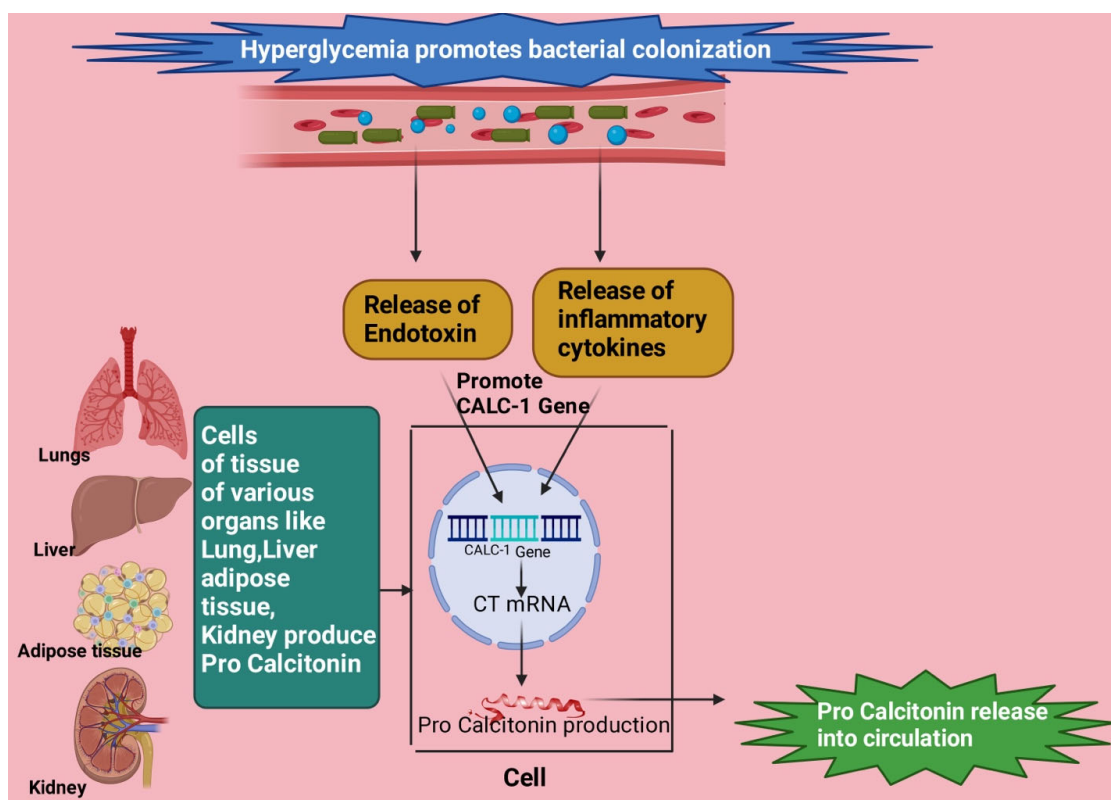 Hyperglycemia promotes bacterial colonization
Release of
Endotoxin
Release of
inflammatory
cytokines
Promote
CALC-1 Gene
Lungs
Liver
Adipose tissue
Kidney
Cells
of tissue
of various
organs like
Lung,Liver
adipose
tissue,
Kidney produce
Pro Calcitonin
CALC-1 Gene
CT mRNA
Pro Calcitonin production
Cell
Pro Calcitonin release
into circulation